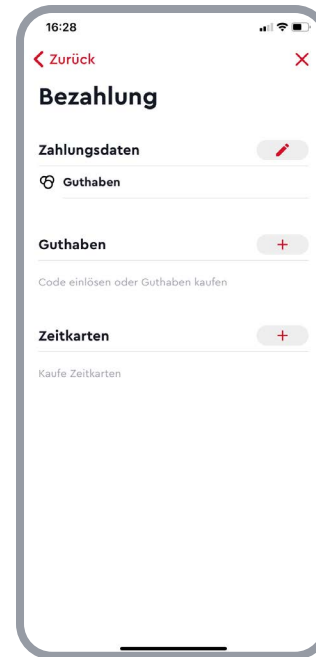 16:28
Zurück
Bezahlung
Zahlungsdaten
Guthaben
Guthaben
Code einlösen oder Guthaben kaufen
Zeitkarten
Kaufe Zeitkarten